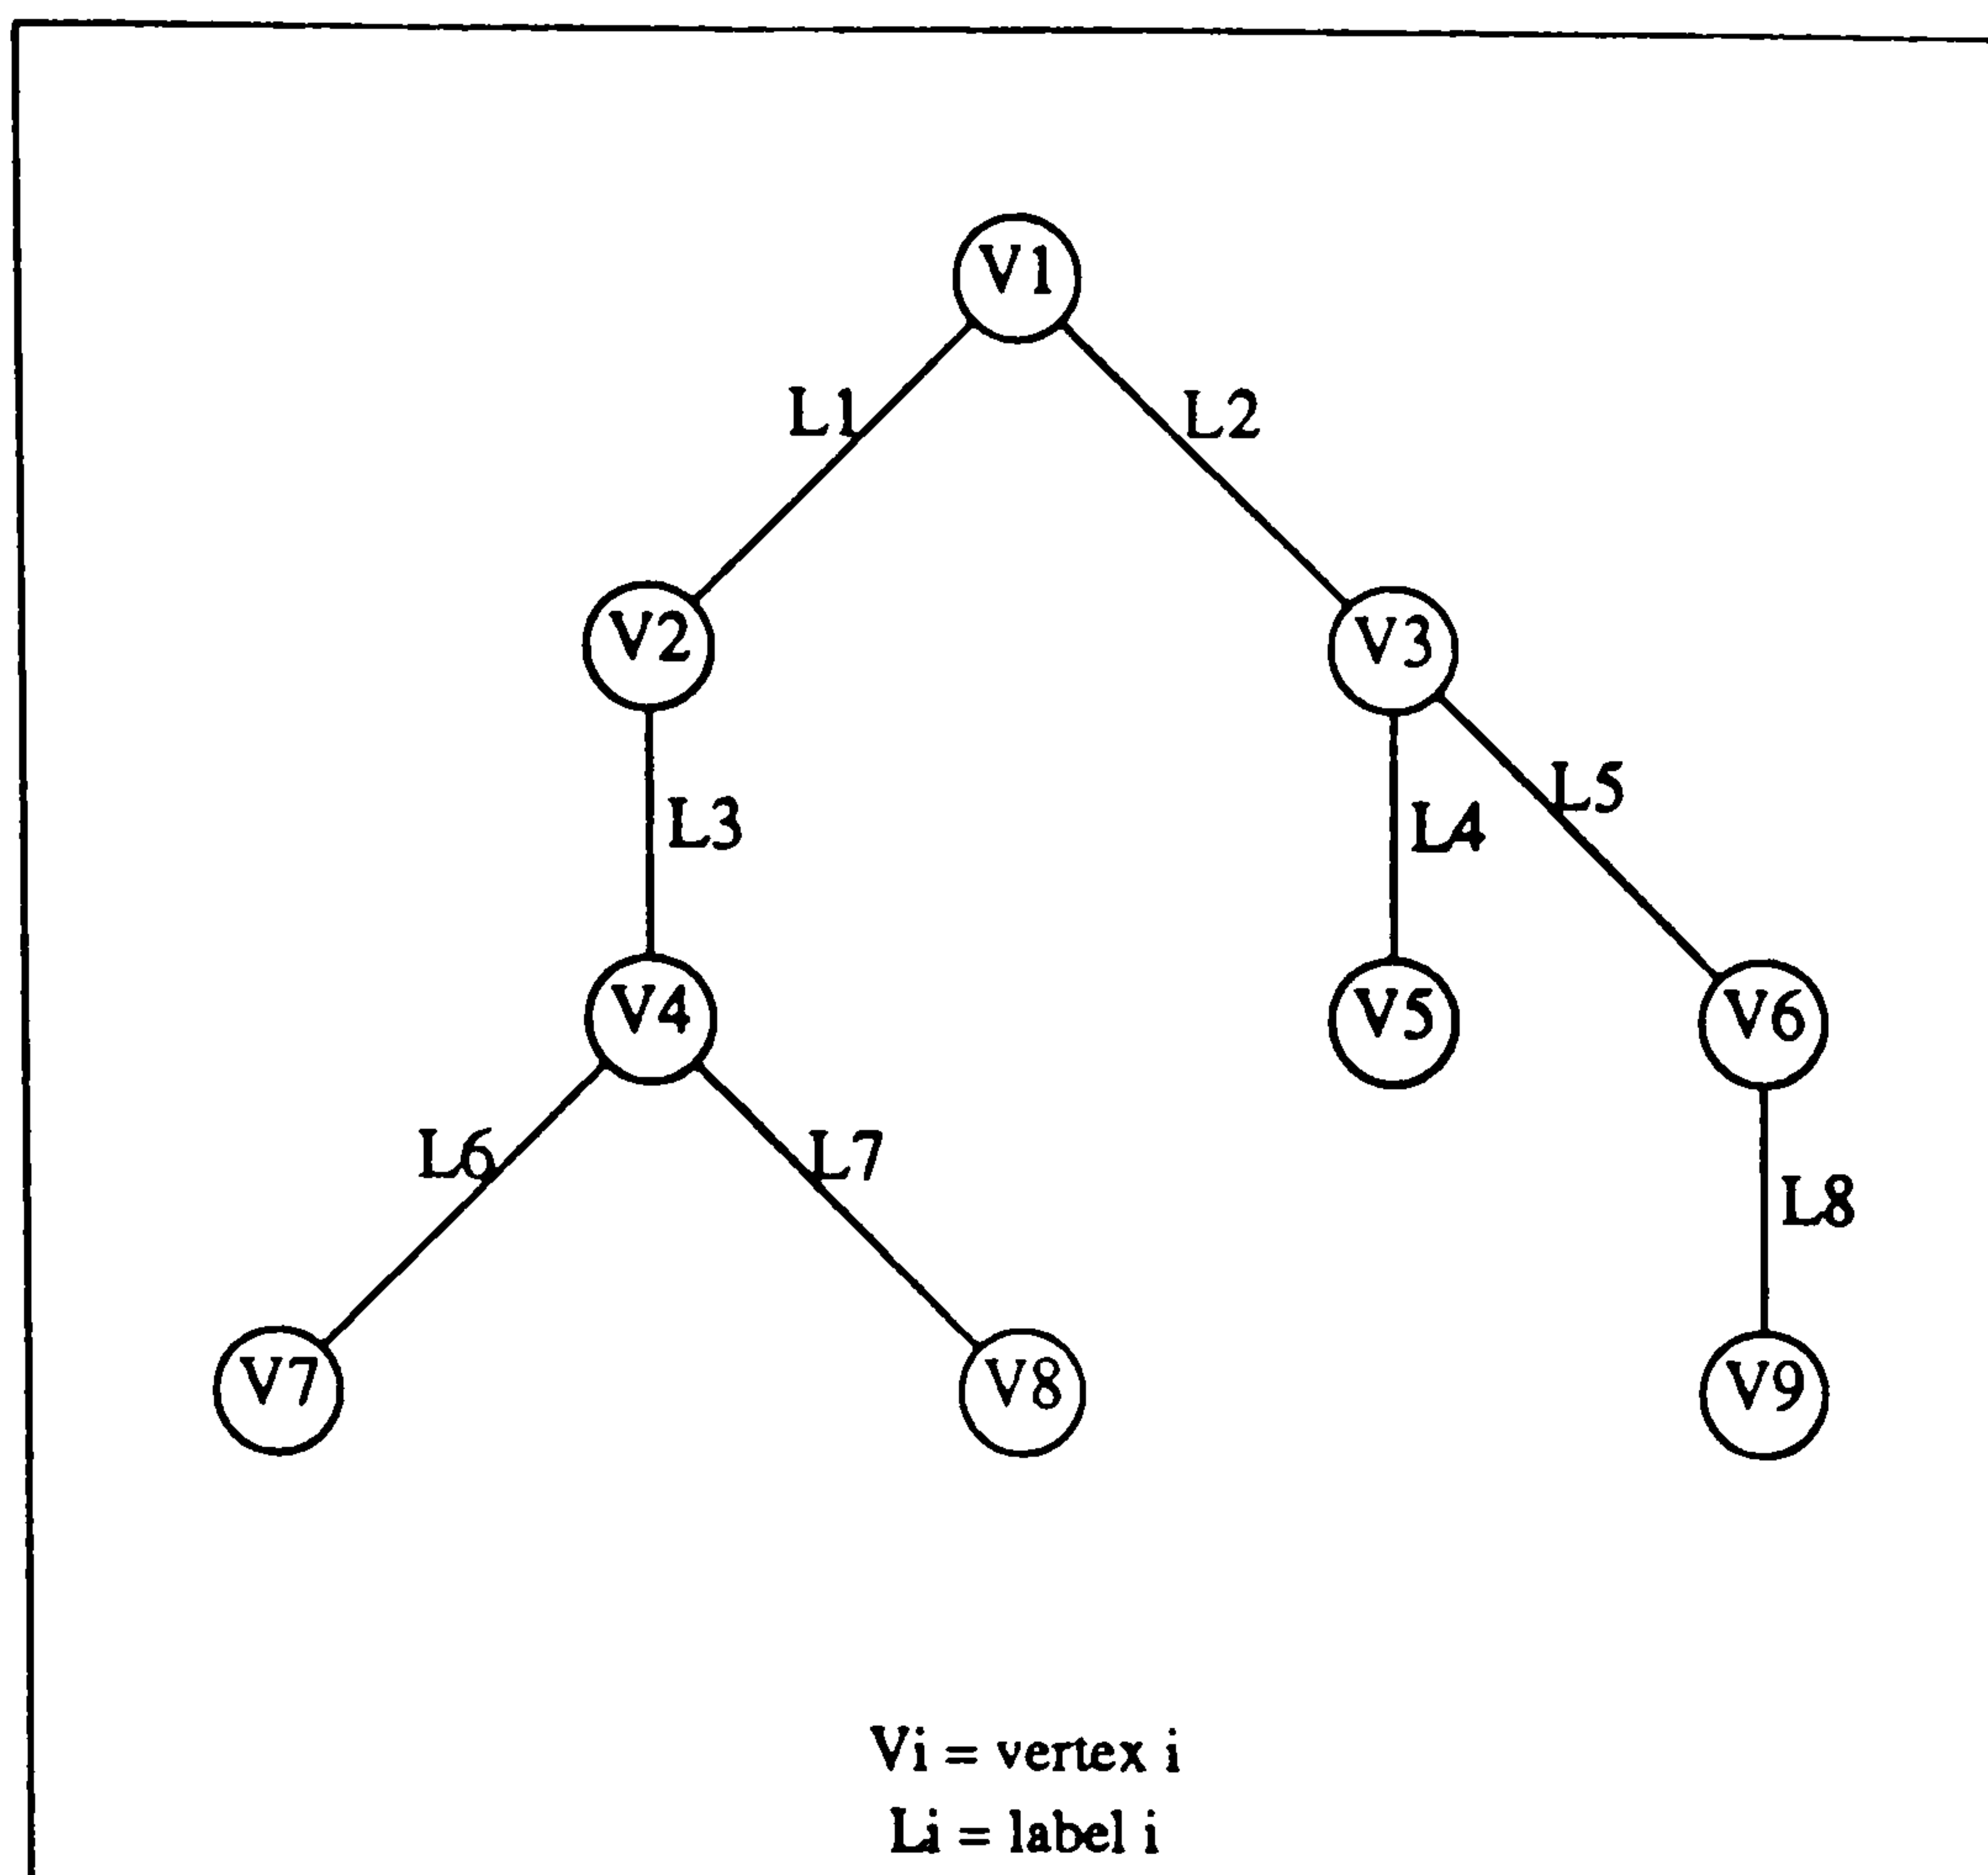 V1
L1 L2
V2 V3
L5
L3 L4
V4 V5 V6
L6 L7
L8
V7 V8 V9
Vi = vertex i
Li = label i